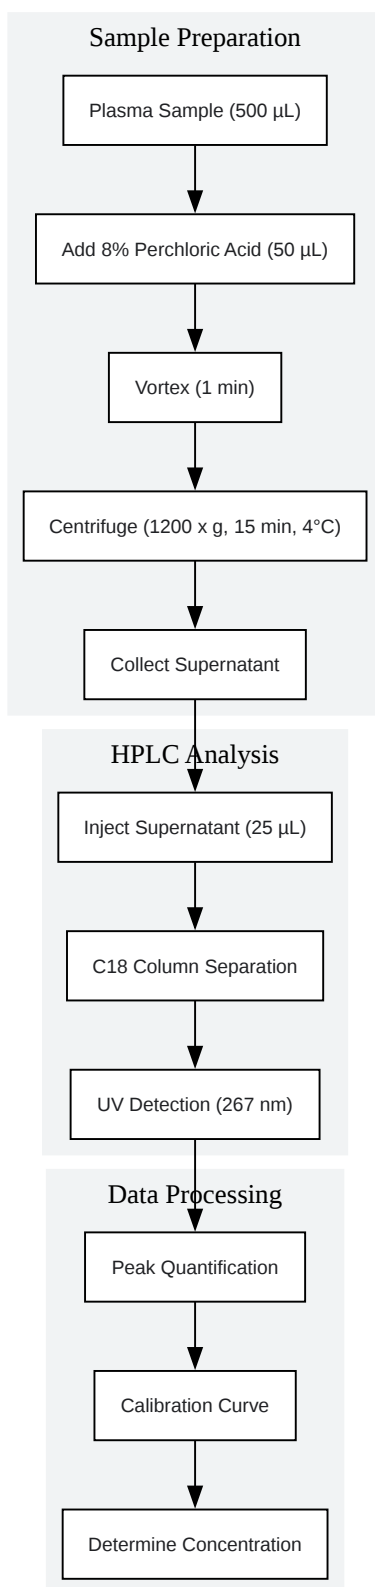 Sample Preparation
Plasma Sample (500 µL)
Add 8% Perchloric Acid (50 µL)
Vortex (1 min)
Centrifuge (1200 x g, 15 min, 4°C)
Collect Supernatant
HPLC Analysis
Inject Supernatant (25 µL)
C18 Column Separation
UV Detection (267 nm)
Data Processing
Peak Quantification
Calibration Curve
Determine Concentration